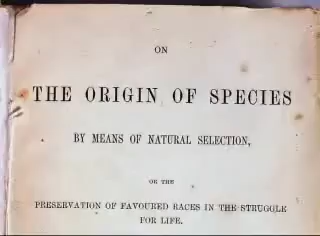 ON
THE ORIGIN OF SPECIES
BY MEANS OF NATURAL SELECTION,
OR THE
PRESERVATION OF FAVOURED RACES IN THE STRUGGLE
FOR LIFE.